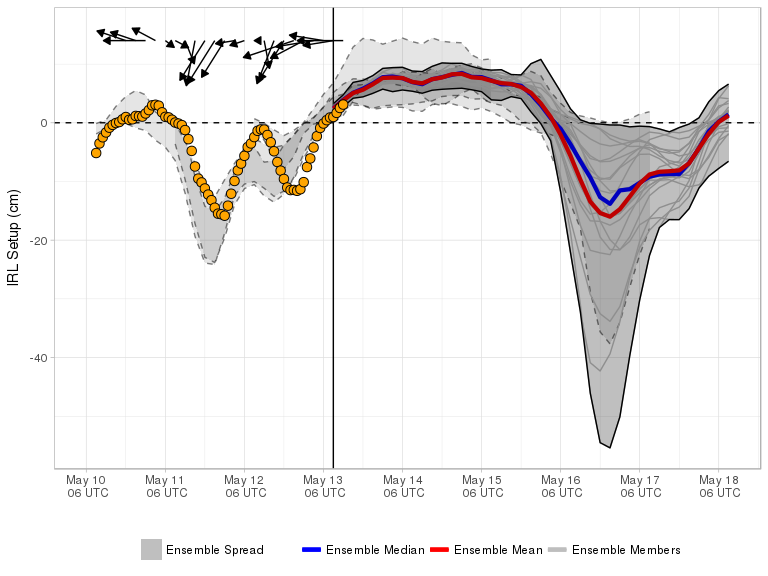 IRL Setup (cm)
0
-20
-40
May 10 May 11 May 12 May 13 May 14 May 15 May 16 May 17 May 18
06 UTC 06 UTC 06 UTC 06 UTC 06 UTC 06 UTC 06 UTC 06 UTC 06 UTC
Ensemble Spread Ensemble Median Ensemble Mean Ensemble Members